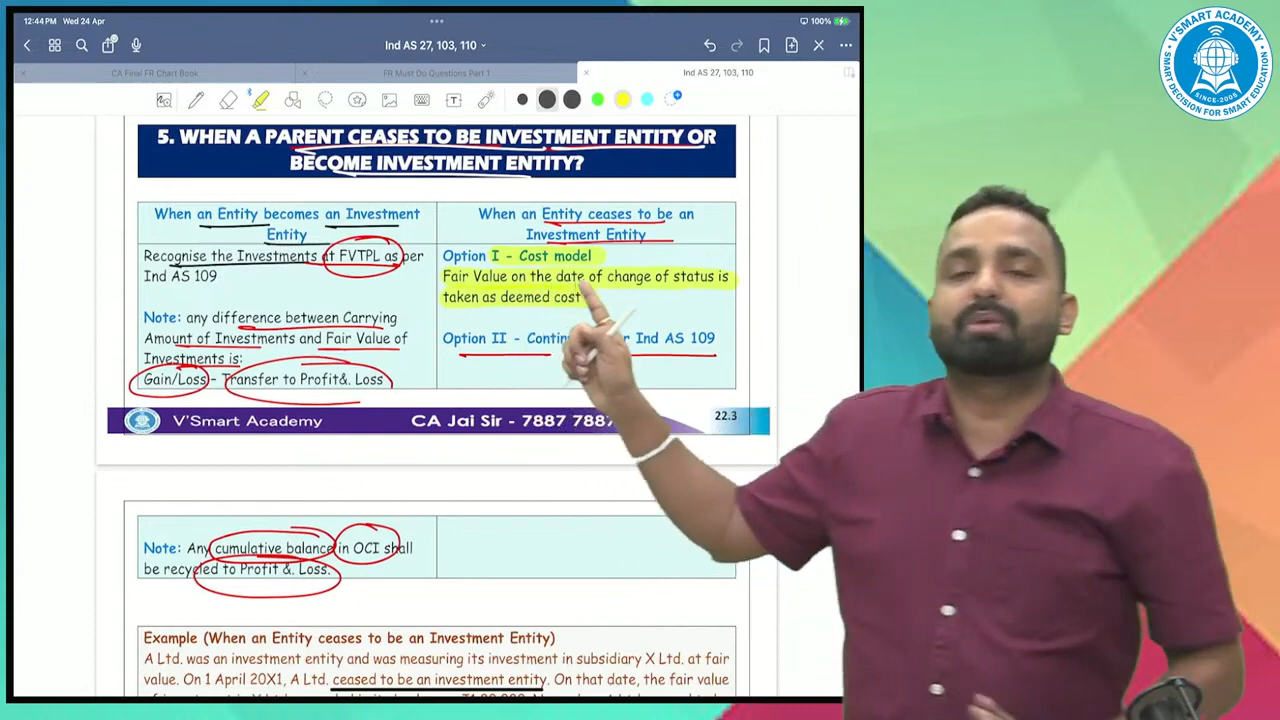 12:44 PM Wed 24 Apr
100%
Ind AS 27, 103, 110
CA Final FR Chart Book
FR Must Do Questions Part 1
Ind AS 27, 103, 110
5. WHEN A PARENT CEASES TO BE INVESTMENT ENTITY OR
BECOME INVESTMENT ENTITY?
When an Entity becomes an Investment
Entity
Recognise the Investments at FVTPL as per
Ind AS 109
Note: any difference between Carrying
Amount of Investments and Fair Value of
Investments is:
Gain/Loss - Transfer to Profit&. Loss
When an Entity ceases to be an
Investment Entity
Option I - Cost model
Fair Value on the date of change of status is
taken as deemed cost
Option II - Ind AS 109
V'Smart Academy
CA Jai Sir - 7887 7887
22.3
Note: Any cumulative balance in OCI shall
be recycled to Profit &. Loss.
Example (When an Entity ceases to be an Investment Entity)
A Ltd. was an investment entity and was measuring its investment in subsidiary X Ltd. at fair
value. On 1 April 20X1, A Ltd. ceased to be an investment entity. On that date, the fair value
V'SMART ACADEMY
SINCE-2008
SMART DECISION FOR SMART EDUCATION